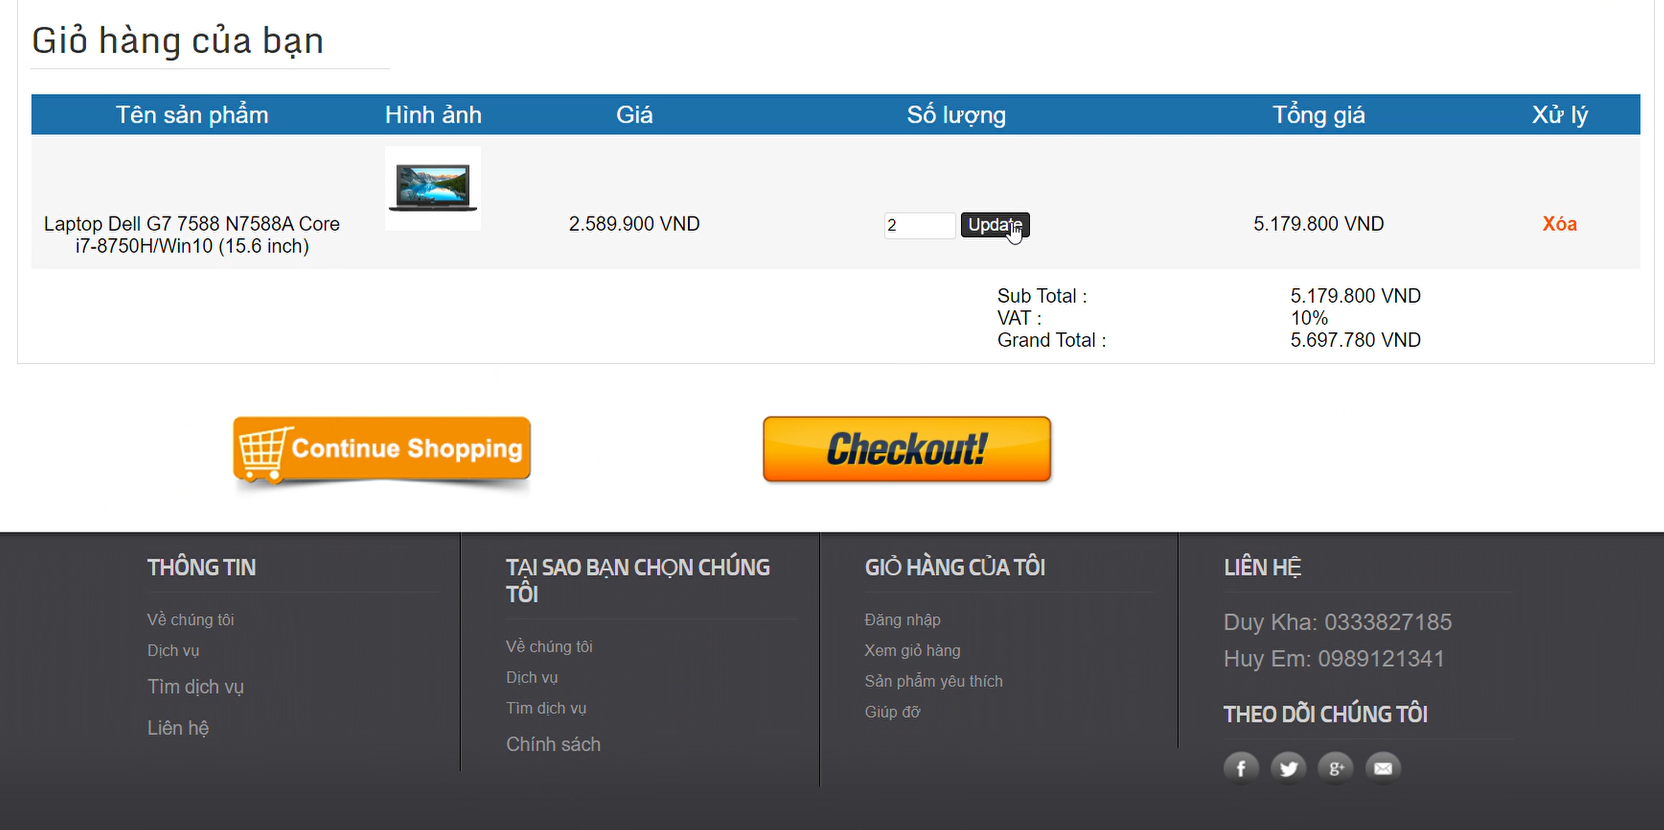 Giỏ hàng của bạn
Tên sản phẩm Hình ảnh Giá Số lượng Tổng giá Xử lý
Laptop Dell G7 7588 N7588A Core
i7-8750H/Win10 (15.6 inch)
2.589.900 VND
2 Update
5.179.800 VND
Xóa
Sub Total : 5.179.800 VND
VAT : 10%
Grand Total : 5.697.780 VND
Continue Shopping
Checkout!
THÔNG TIN
Về chúng tôi
Dịch vụ
Tìm dịch vụ
Liên hệ
TẠI SAO BẠN CHỌN CHÚNG
TÔI
Về chúng tôi
Dịch vụ
Tìm dịch vụ
Chính sách
GIỎ HÀNG CỦA TÔI
Đăng nhập
Xem giỏ hàng
Sản phẩm yêu thích
Giúp đỡ
LIÊN HỆ
Duy Kha: 0333827185
Huy Em: 0989121341
THEO DÕI CHÚNG TÔI
f
g+